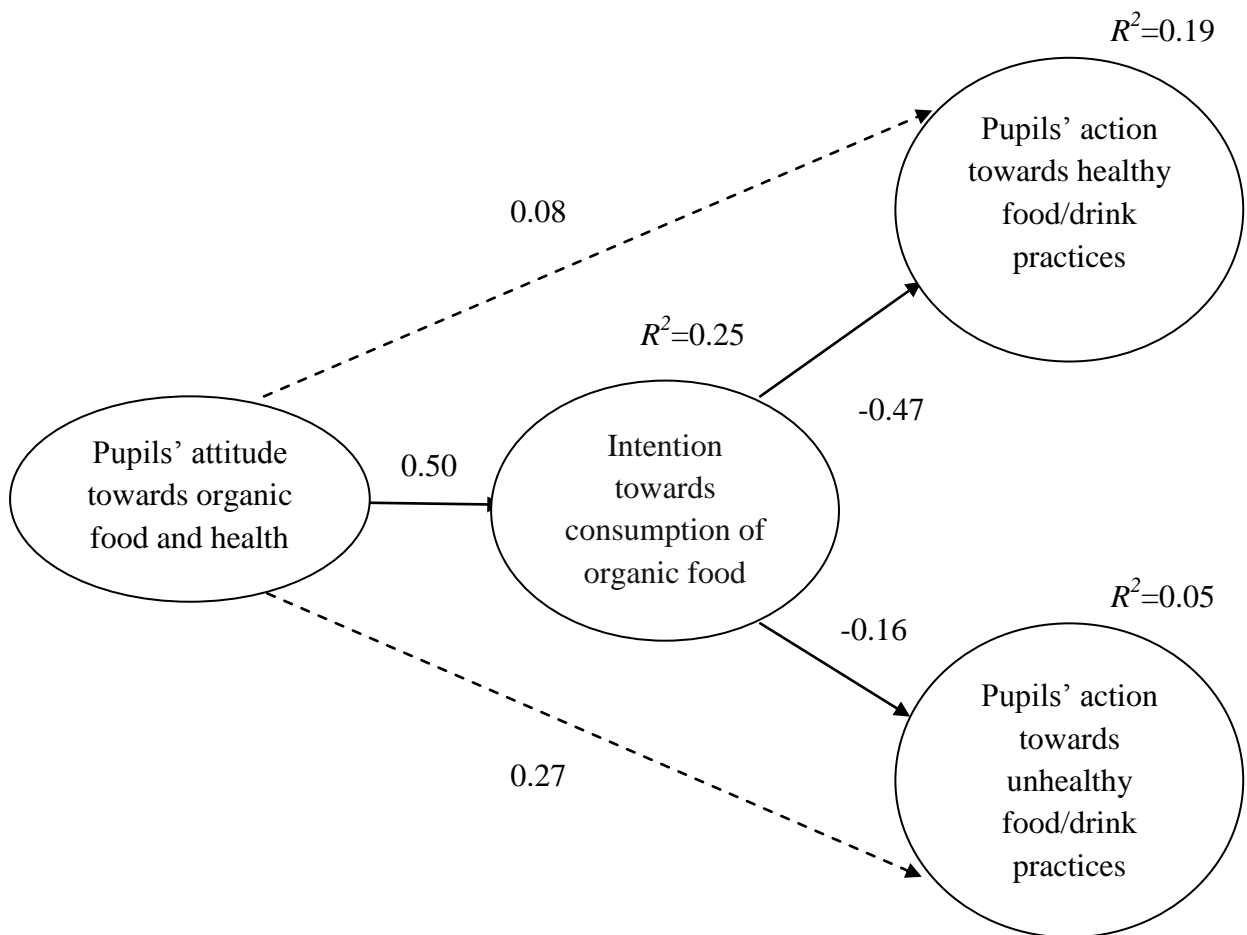 R²=0.19
Pupils’ action
towards healthy
food/drink
practices
0.08
R²=0.25
-0.47
Pupils’ attitude
towards organic
food and health
0.50
Intention
towards
consumption of
organic food
R²=0.05
-0.16
Pupils’ action
towards
unhealthy
food/drink
practices
0.27